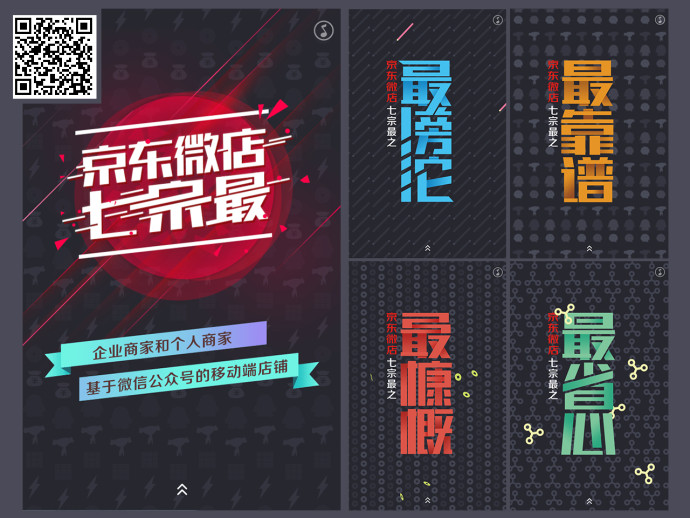 京东微店
七宗最
企业商家和个人商家
基于微信公众号的移动端店铺
京东微店七宗最之
最滂沱
京东微店七宗最之
最靠谱
京东微店七宗最之
最慷慨
京东微店七宗最之
最省心